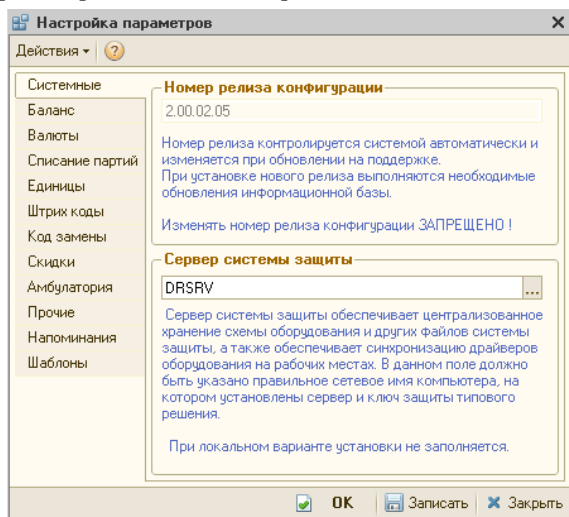 Настройка параметров
Действия
Системные
Баланс
Валюты
Списание партий
Единицы
Штрих коды
Код замены
Скидки
Амбулатория
Прочие
Напоминания
Шаблоны
Номер релиза конфигурации
2.00.02.05
Номер релиза контролируется системой автоматически и
изменяется при обновлении на поддержке.
При установке нового релиза выполняются необходимые
обновления информационной базы.
Изменять номер релиза конфигурации ЗАПРЕЩЕНО !
Сервер системы защиты
DRSRV
...
Сервер системы защиты обеспечивает централизованное
хранение схемы оборудования и других файлов системы
защиты, а также обеспечивает синхронизацию драйверов
оборудования на рабочих местах. В данном поле должно
быть указано правильное сетевое имя компьютера, на
котором установлены сервер и ключ защиты типового
решения.
При локальном варианте установки не заполняется.
OK
Записать
Закрыть